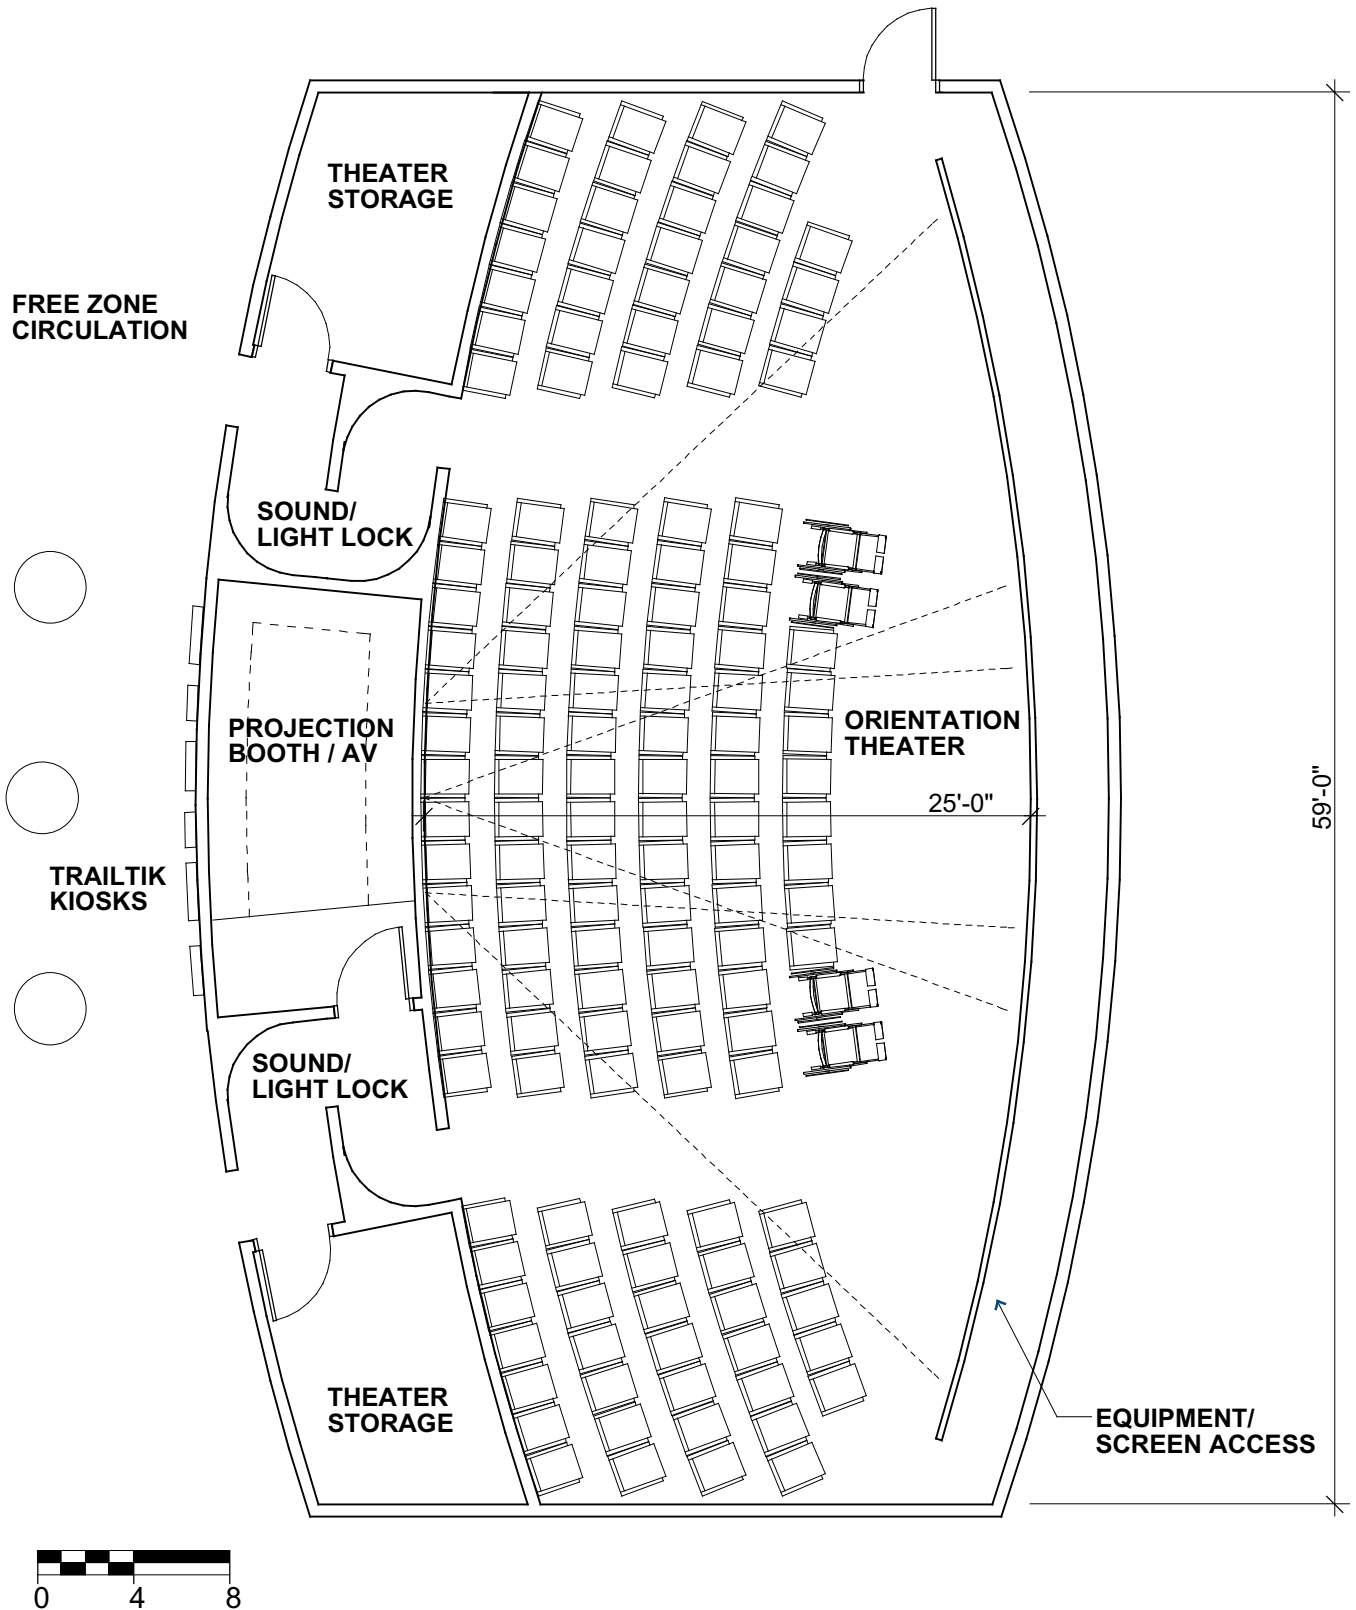 THEATER
STORAGE
FREE ZONE
CIRCULATION
SOUND/
LIGHT LOCK
PROJECTION
BOOTH / AV
ORIENTATION
THEATER
25'-0"
59'-0"
TRAILTIK
KIOSKS
SOUND/
LIGHT LOCK
THEATER
STORAGE
EQUIPMENT/
SCREEN ACCESS
0 4 8